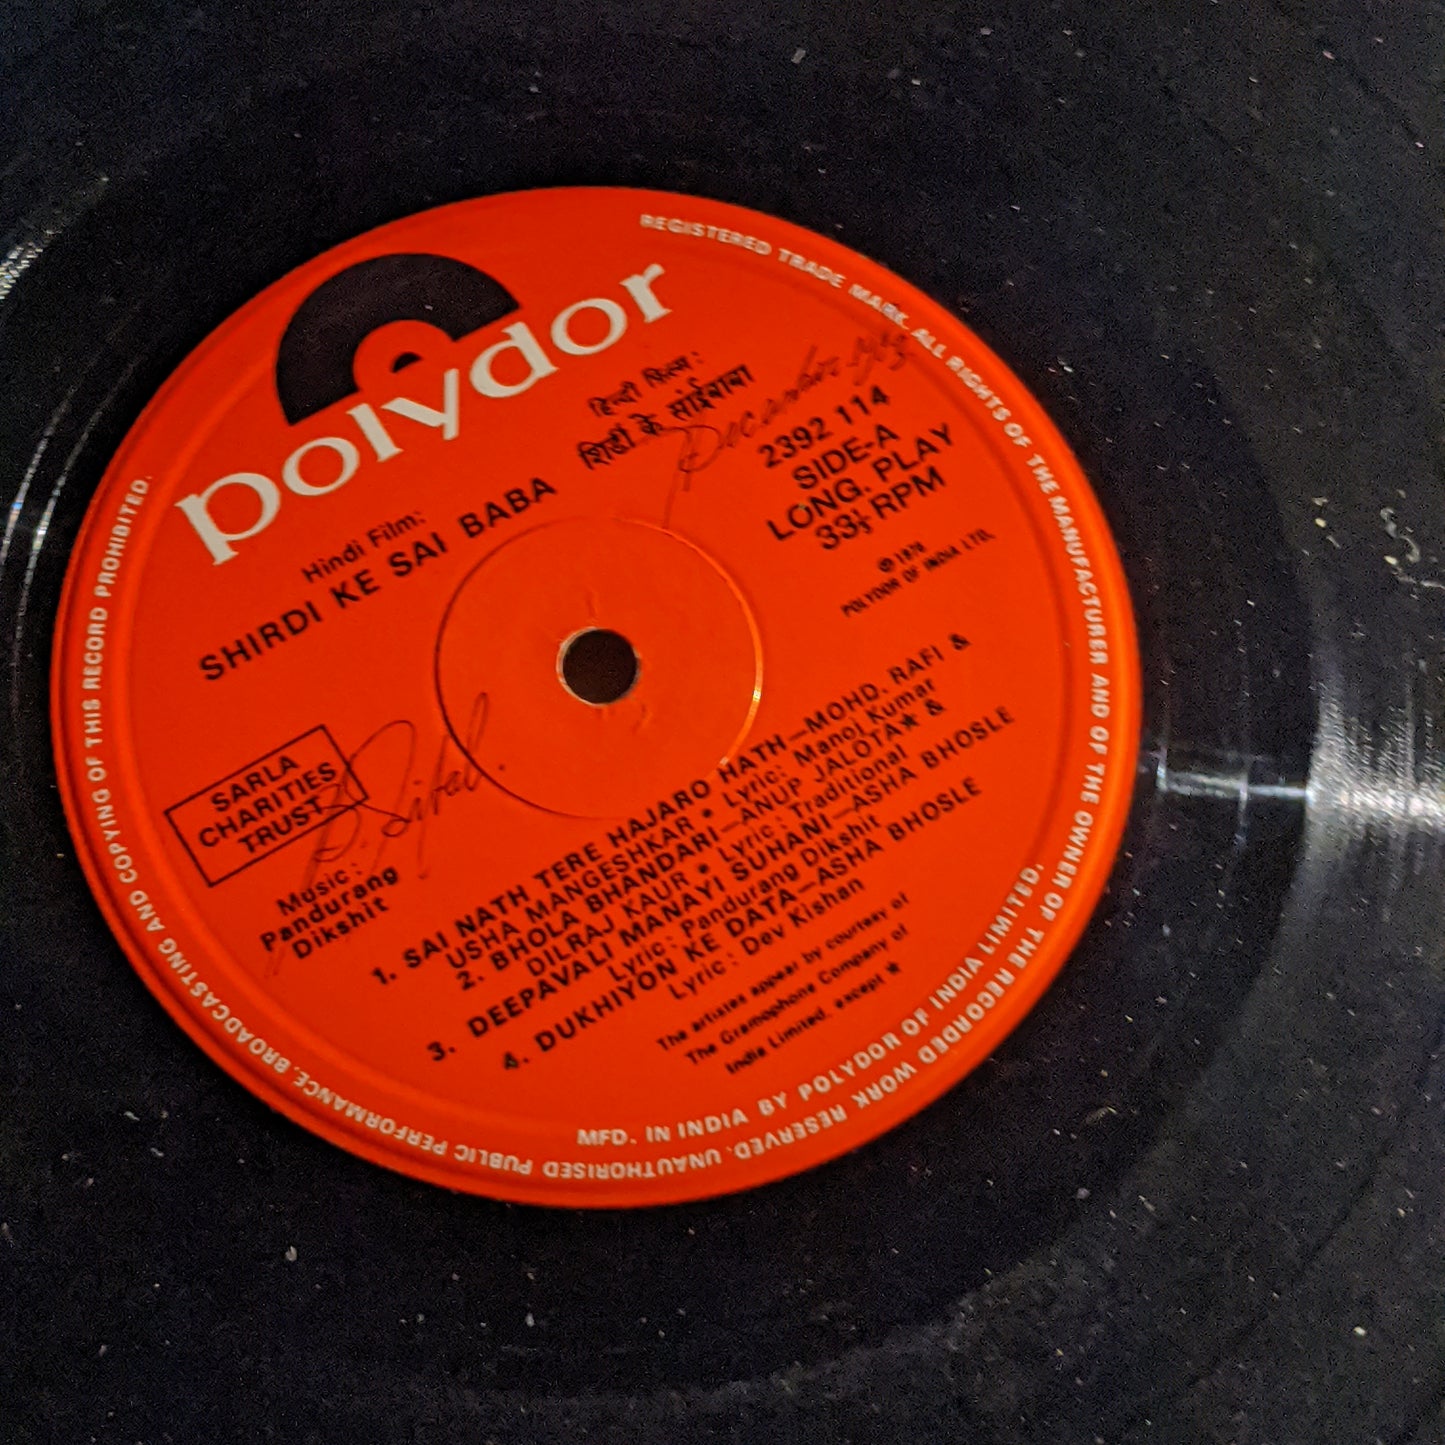 polydor
REGISTERED TRADE MARK. ALL RIGHTS OF THE MANUFACTURER AND OF THE OWNER OF THE RECORDED WORK RESERVED. UNAUTHORISED PUBLIC PERFORMANCE, BROADCASTING AND COPYING OF THIS RECORD PROHIBITED.
Hindi Film:
SHIRDI KE SAI BABA
हिन्दी फ़िल्म:
शिर्डी के साईबाबा
December 1983
2392 114
SIDE-A
LONG. PLAY
33⅓ RPM
℗ 1976
POLYDOR OF INDIA LTD.
SARLA
CHARITIES
TRUST
Music:
Pandurang
Dikshit
1. SAI NATH TERE HAJARO HATH—MOHD. RAFI &
USHA MANGESHKAR • Lyric: Manoj Kumar
2. BHOLA BHANDARI—ANUP JALOTA★ &
DILRAJ KAUR • Lyric: Traditional
3. DEEPAVALI MANAYI SUHANI—ASHA BHOSLE
Lyric: Pandurang Dikshit
4. DUKHIYON KE DATA—ASHA BHOSLE
Lyric: Dev Kishan
The artistes appear by courtesy of
The Gramophone Company of
India Limited, except ★
MFD. IN INDIA BY POLYDOR OF INDIA LIMITED.